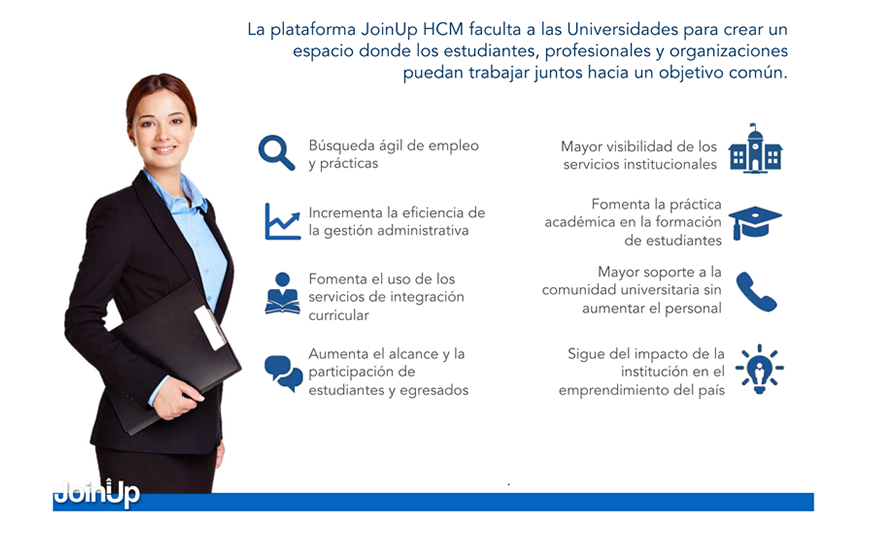 La plataforma JoinUp HCM faculta a las Universidades para crear un
espacio donde los estudiantes, profesionales y organizaciones
puedan trabajar juntos hacia un objetivo común.
Búsqueda ágil de empleo
y prácticas
Incrementa la eficiencia de
la gestión administrativa
Fomenta el uso de los
servicios de integración
curricular
Aumenta el alcance y la
participación de
estudiantes y egresados
Mayor visibilidad de los
servicios institucionales
Fomenta la práctica
académica en la formación
de estudiantes
Mayor soporte a la
comunidad universitaria sin
aumentar el personal
Sigue del impacto de la
institución en el
emprendimiento del país
.
JoinUp